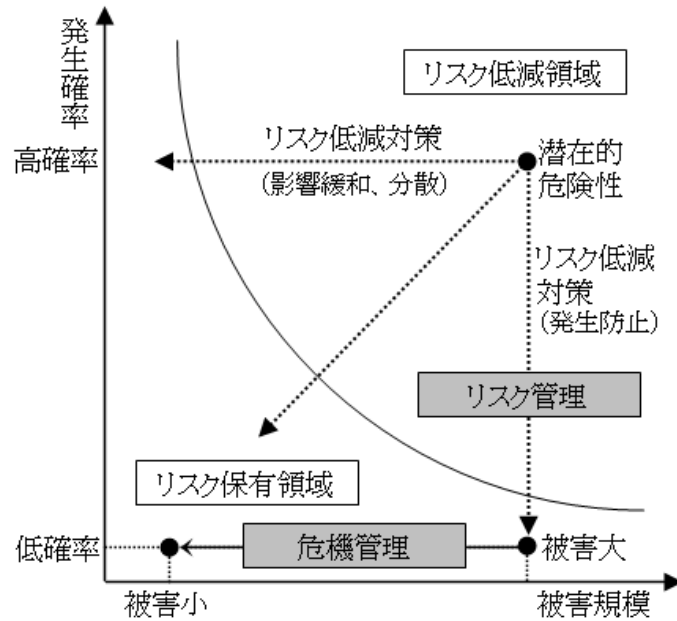 発生確率
リスク低減領域
高確率
リスク低減対策
(影響緩和、分散)
潜在的
危険性
リスク低減
対策
(発生防止)
リスク管理
リスク保有領域
低確率
危機管理
被害大
被害小
被害規模